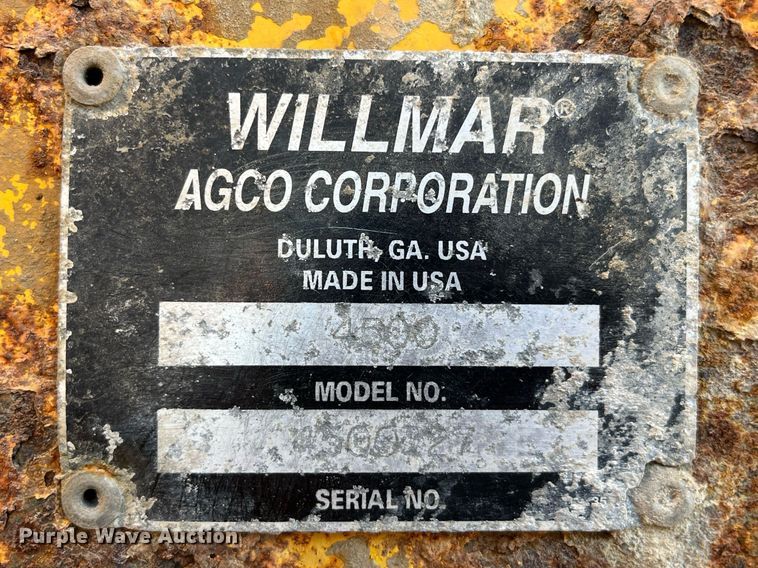 WILLMAR®
AGCO CORPORATION
DULUTH, GA. USA
MADE IN USA
4500
MODEL NO.
SERIAL NO.
Purple Wave Auction